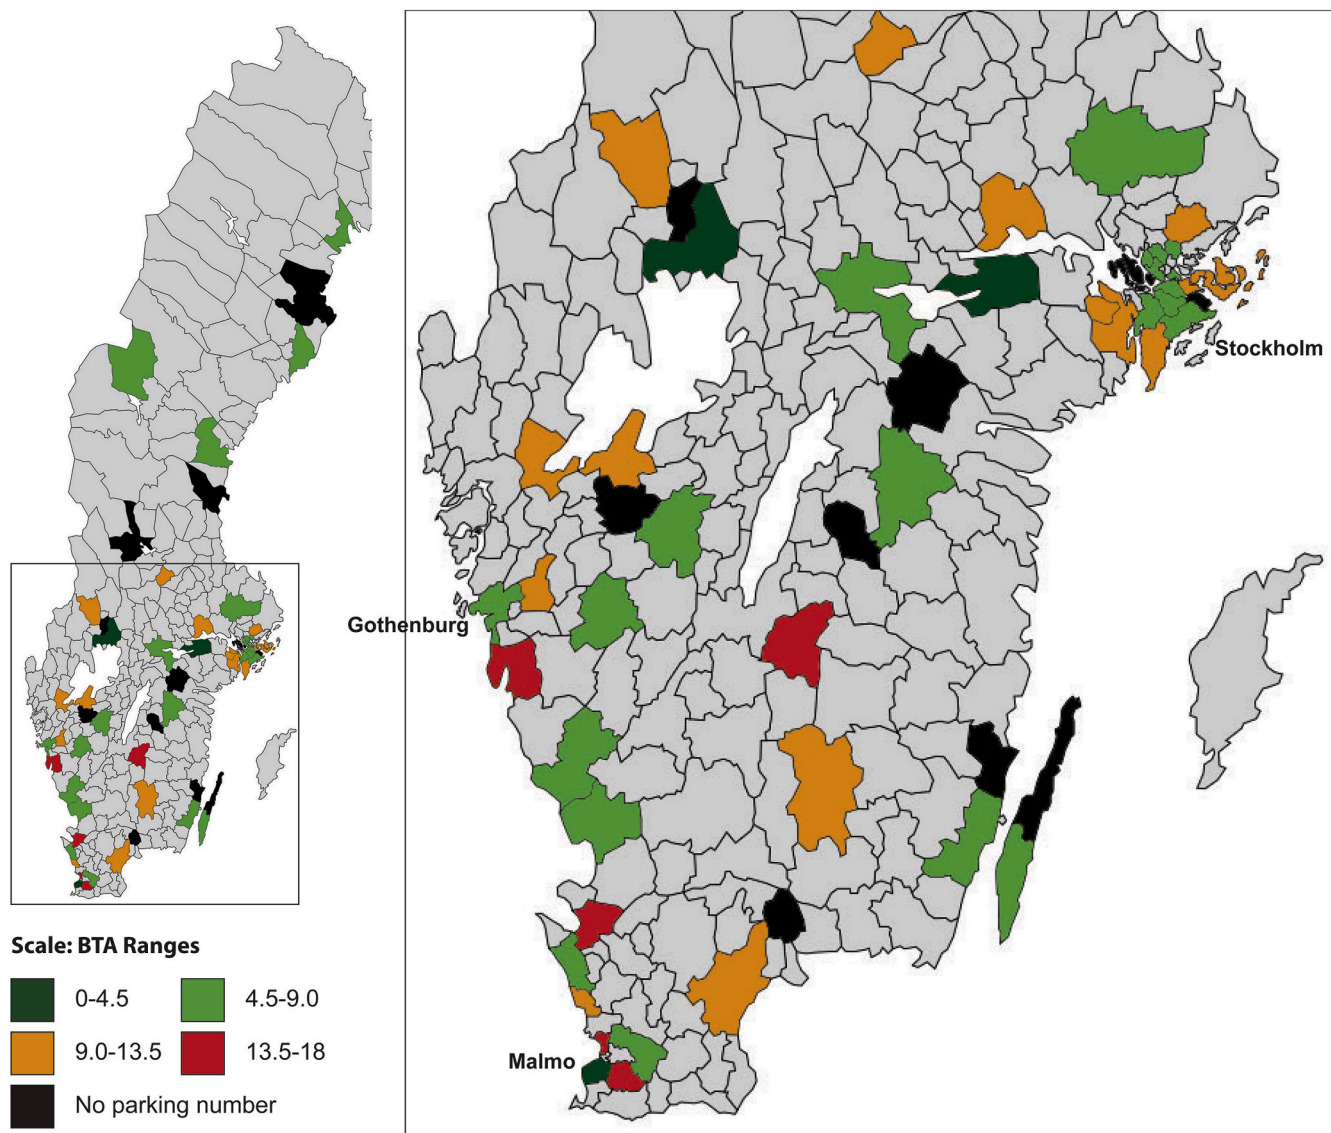 Stockholm
Gothenburg
Malmo
Scale: BTA Ranges
0-4.5
4.5-9.0
9.0-13.5
13.5-18
No parking number